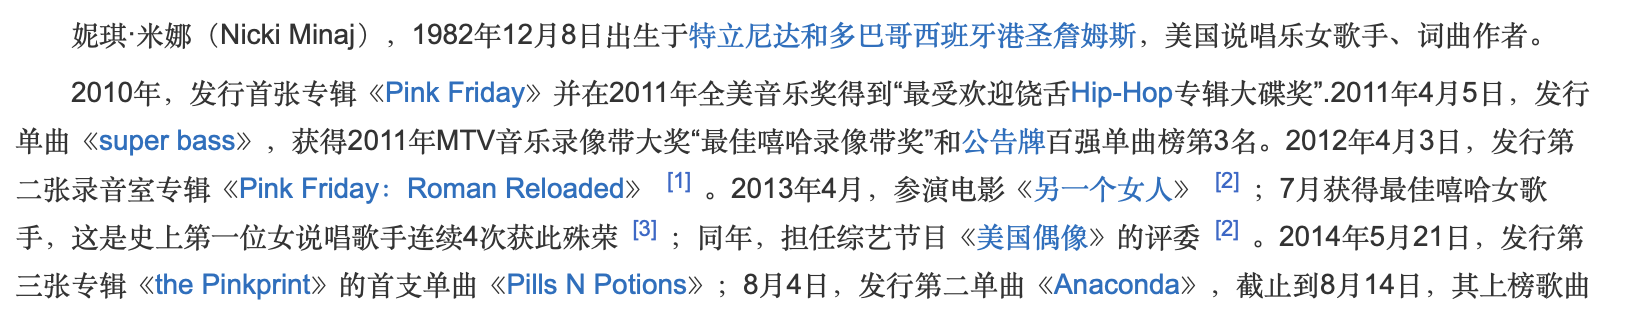 妮琪·米娜（Nicki Minaj），1982年12月8日出生于特立尼达和多巴哥西班牙港圣詹姆斯，美国说唱乐女歌手、词曲作者。
2010年，发行首张专辑《Pink Friday》并在2011年全美音乐奖得到“最受欢迎饶舌Hip-Hop专辑大碟奖”.2011年4月5日，发行
单曲《super bass》，获得2011年MTV音乐录像带大奖“最佳嘻哈录像带奖”和公告牌百强单曲榜第3名。2012年4月3日，发行第
二张录音室专辑《Pink Friday：Roman Reloaded》 [1] 。2013年4月，参演电影《另一个女人》 [2] ；7月获得最佳嘻哈女歌
手，这是史上第一位女说唱歌手连续4次获此殊荣 [3] ；同年，担任综艺节目《美国偶像》的评委 [2] 。2014年5月21日，发行第
三张专辑《the Pinkprint》的首支单曲《Pills N Potions》；8月4日，发行第二单曲《Anaconda》，截止到8月14日，其上榜歌曲